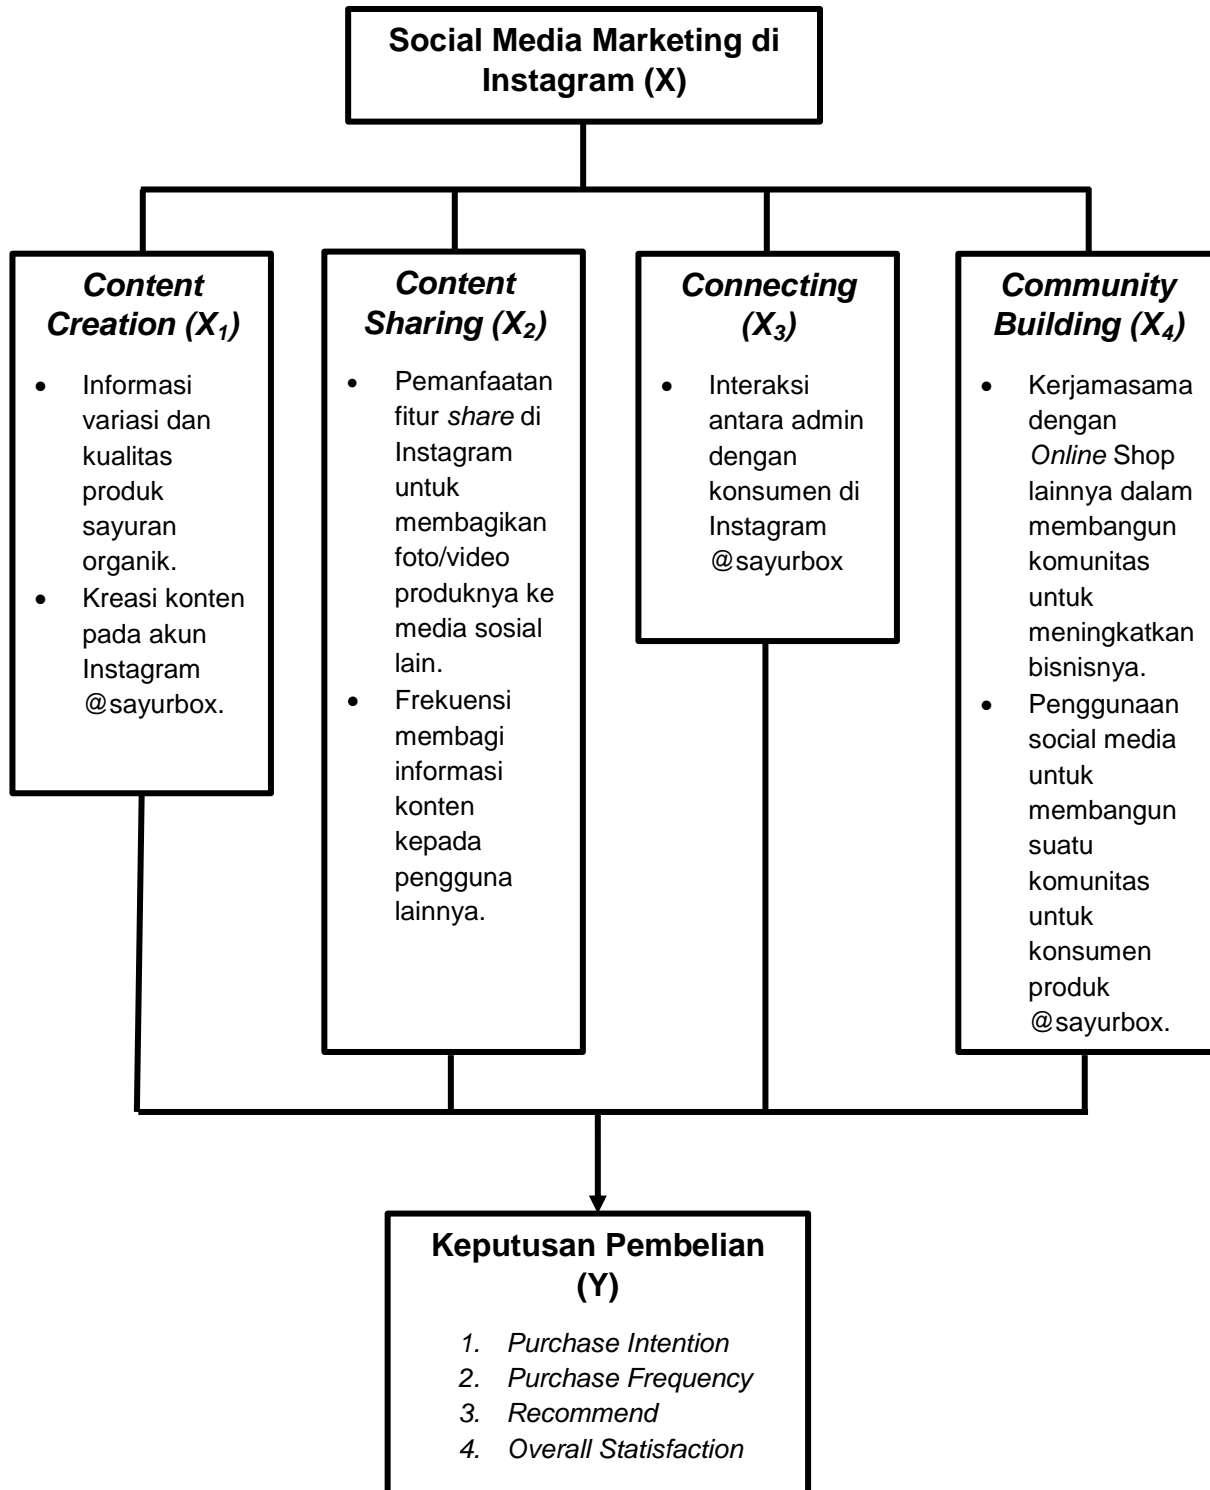 Social Media Marketing di
Instagram (X)
Content
Creation (X1)
• Informasi
variasi dan
kualitas
produk
sayuran
organik.
• Kreasi konten
pada akun
Instagram
@sayurbox.
Content
Sharing (X2)
• Pemanfaatan
fitur share di
Instagram
untuk
membagikan
foto/video
produknya ke
media sosial
lain.
• Frekuensi
membagi
informasi
konten
kepada
pengguna
lainnya.
Connecting
(X3)
• Interaksi
antara admin
dengan
konsumen di
Instagram
@sayurbox
Community
Building (X4)
• Kerjamasama
dengan
Online Shop
lainnya dalam
membangun
komunitas
untuk
meningkatkan
bisnisnya.
• Penggunaan
social media
untuk
membangun
suatu
komunitas
untuk
konsumen
produk
@sayurbox.
Keputusan Pembelian
(Y)
1. Purchase Intention
2. Purchase Frequency
3. Recommend
4. Overall Statisfaction